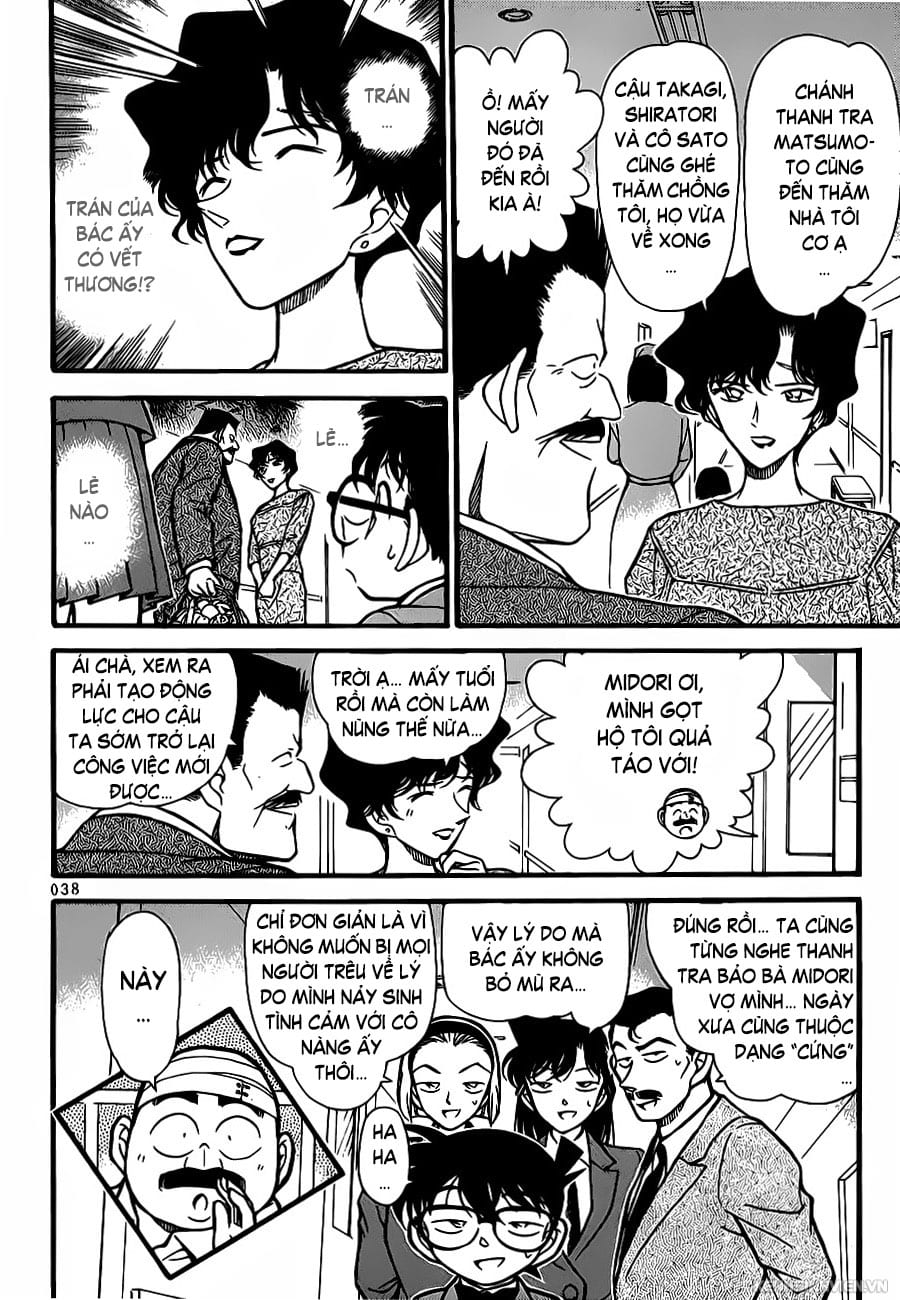 CHÁNH
THANH TRA
MATSUMO-
TO CŨNG
ĐẾN THĂM
NHÀ TÔI
CƠ Ạ
...
CẬU TAKAGI,
SHIRATORI
VÀ CÔ SATO
CŨNG GHÉ
THĂM CHỒNG
TÔI, HỌ VỪA
VỀ XONG
...
Ồ! MẤY
NGƯỜI
ĐÓ ĐÃ
ĐẾN RỒI
KIA À!
TRÁN
...
TRÁN CỦA
BÁC ẤY
CÓ VẾT
THƯƠNG!?
LẼ...
LẼ
NÀO
...
MIDORI ƠI,
MÌNH GỌT
HỘ TÔI QUẢ
TÁO VỚI!
TRỜI Ạ... MẤY TUỔI
RỒI MÀ CÒN LÀM
NŨNG THẾ NỮA...
ÁI CHÀ, XEM RA
PHẢI TẠO ĐỘNG
LỰC CHO CẬU
TA SỚM TRỞ LẠI
CÔNG VIỆC MỚI
ĐƯỢC...
038
ĐÚNG RỒI... TA CŨNG
TỪNG NGHE THANH
TRA BẢO BÀ MIDORI
VỢ MÌNH... NGÀY
XƯA CŨNG THUỘC
DẠNG “CỨNG”
...
VẬY LÝ DO MÀ
BÁC ẤY KHÔNG
BỎ MŨ RA...
CHỈ ĐƠN GIẢN LÀ VÌ
KHÔNG MUỐN BỊ MỌI
NGƯỜI TRÊU VỀ LÝ
DO MÌNH NẢY SINH
TÌNH CẢM VỚI CÔ
NÀNG ẤY
THÔI...
HA
HA
...
NÀY
...